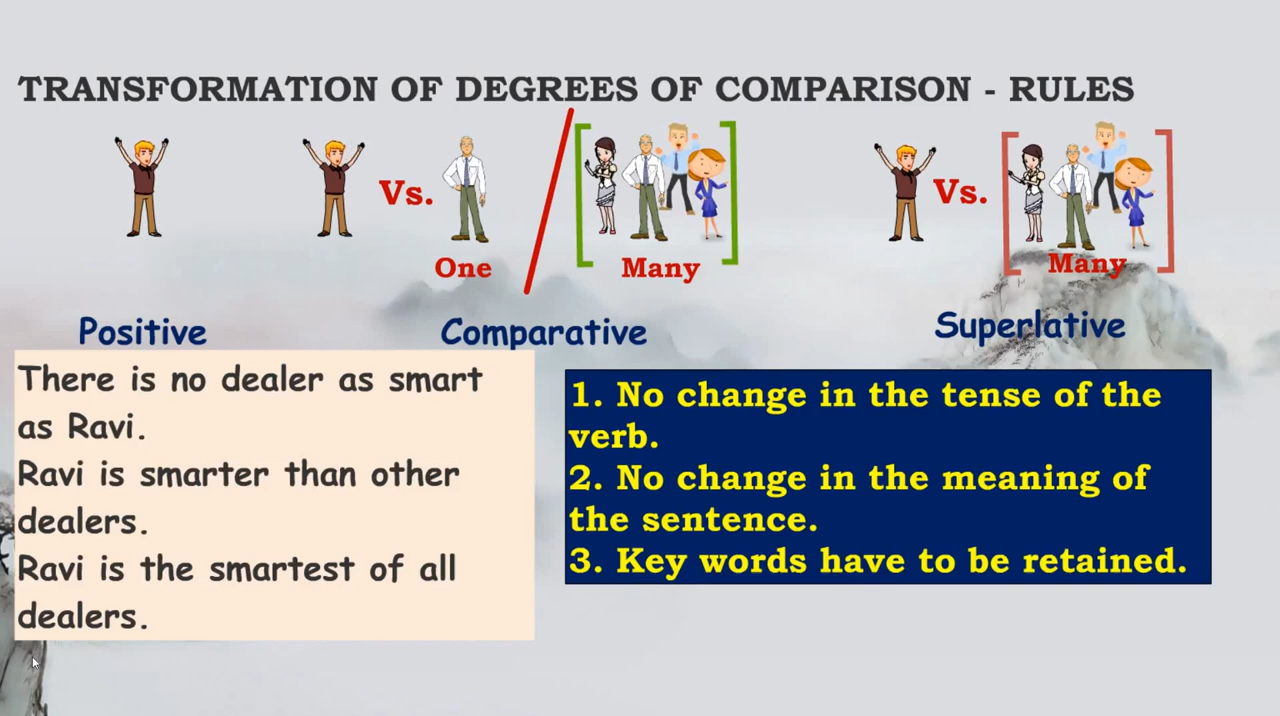 TRANSFORMATION OF DEGREES OF COMPARISON - RULES
Vs.
One
Many
Vs.
Many
Positive
Comparative
Superlative
There is no dealer as smart
as Ravi.
Ravi is smarter than other
dealers.
Ravi is the smartest of all
dealers.
1. No change in the tense of the
verb.
2. No change in the meaning of
the sentence.
3. Key words have to be retained.